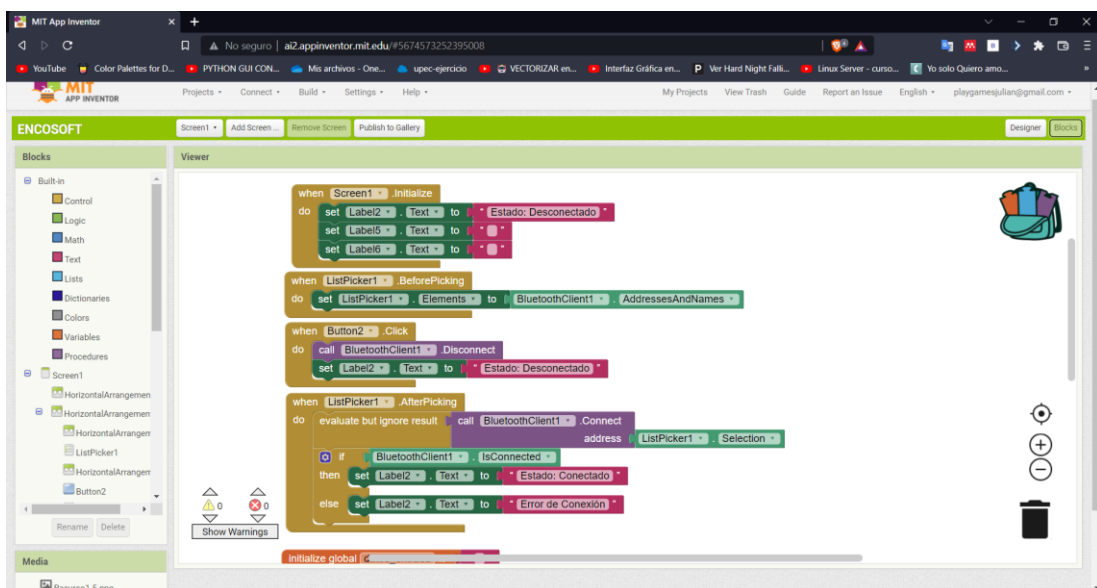 MIT App Inventor
No seguro | ai2.appinventor.mit.edu/#5674573252395008
YouTube Color Palettes for D... PYTHON GUI CON... Mis archivos - One... upec-ejercicio VECTORIZAR en... Interfaz Gráfica en... Ver Hard Night Falli... Linux Server - curso... Yo solo Quiero amo...
MIT
APP INVENTOR
Projects Connect Build Settings Help My Projects View Trash Guide Report an Issue English playgamesjulian@gmail.com
ENCOSOFT Screen1 Add Screen ... Remove Screen Publish to Gallery Designer Blocks
Blocks
Built-in
Control
Logic
Math
Text
Lists
Dictionaries
Colors
Variables
Procedures
Screen1
HorizontalArrangemen
HorizontalArrangemen
HorizontalArrangem
ListPicker1
HorizontalArrangem
Button2
Rename Delete
Media
Viewer
when Screen1 .Initialize
do set Label2 . Text to " Estado: Desconectado "
set Label5 . Text to " "
set Label6 . Text to " "
when ListPicker1 .BeforePicking
do set ListPicker1 . Elements to BluetoothClient1 . AddressesAndNames
when Button2 .Click
do call BluetoothClient1 .Disconnect
set Label2 . Text to " Estado: Desconectado "
when ListPicker1 .AfterPicking
do evaluate but ignore result call BluetoothClient1 .Connect
address ListPicker1 . Selection
if BluetoothClient1 . IsConnected
then set Label2 . Text to " Estado: Conectado "
else set Label2 . Text to " Error de Conexión "
initialize global
0 0
Show Warnings